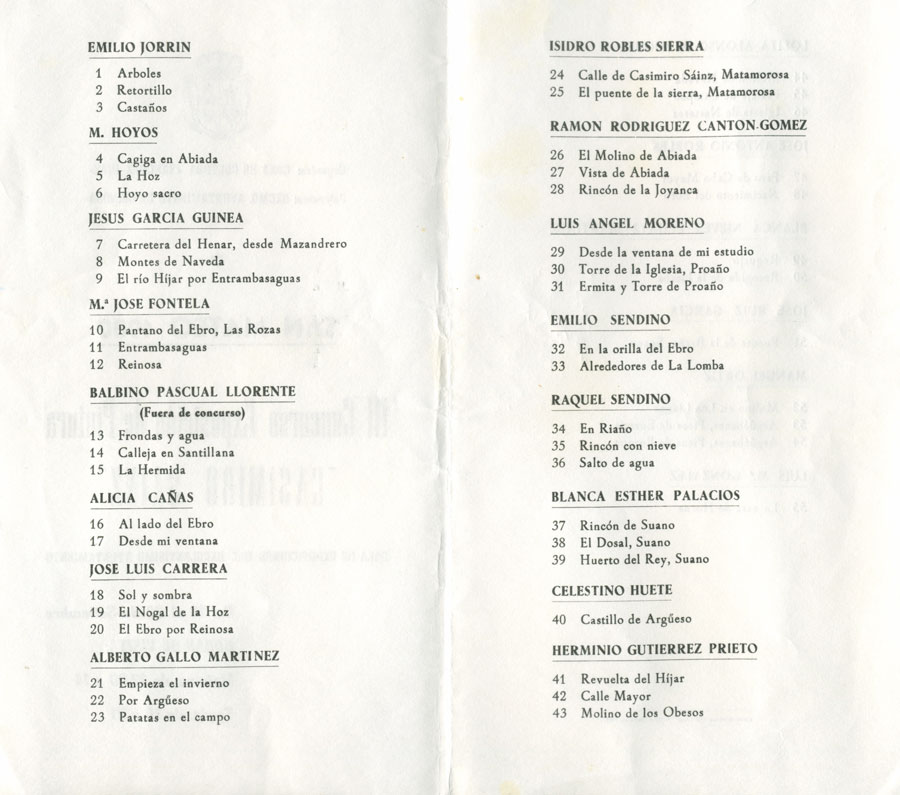 EMILIO JORRIN
1 Arboles
2 Retortillo
3 Castaños
M. HOYOS
4 Cagiga en Abiada
5 La Hoz
6 Hoyo sacro
JESUS GARCIA GUINEA
7 Carretera del Henar, desde Mazandrero
8 Montes de Naveda
9 El río Híjar por Entrambasaguas
M.ª JOSE FONTELA
10 Pantano del Ebro, Las Rozas
11 Entrambasaguas
12 Reinosa
BALBINO PASCUAL LLORENTE
(Fuera de concurso)
13 Frondas y agua
14 Calleja en Santillana
15 La Hermida
ALICIA CAÑAS
16 Al lado del Ebro
17 Desde mi ventana
JOSE LUIS CARRERA
18 Sol y sombra
19 El Nogal de la Hoz
20 El Ebro por Reinosa
ALBERTO GALLO MARTINEZ
21 Empieza el invierno
22 Por Argüeso
23 Patatas en el campo
ISIDRO ROBLES SIERRA
24 Calle de Casimiro Sáinz, Matamorosa
25 El puente de la sierra, Matamorosa
RAMON RODRIGUEZ CANTON-GOMEZ
26 El Molino de Abiada
27 Vista de Abiada
28 Rincón de la Joyanca
LUIS ANGEL MORENO
29 Desde la ventana de mi estudio
30 Torre de la Iglesia, Proaño
31 Ermita y Torre de Proaño
EMILIO SENDINO
32 En la orilla del Ebro
33 Alrededores de La Lomba
RAQUEL SENDINO
34 En Riaño
35 Rincón con nieve
36 Salto de agua
BLANCA ESTHER PALACIOS
37 Rincón de Suano
38 El Dosal, Suano
39 Huerto del Rey, Suano
CELESTINO HUETE
40 Castillo de Argüeso
HERMINIO GUTIERREZ PRIETO
41 Revuelta del Híjar
42 Calle Mayor
43 Molino de los Obesos